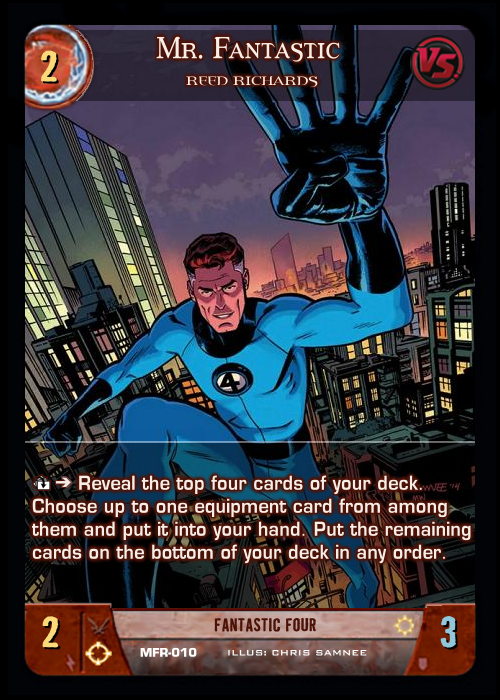 2
Mr. Fantastic
VS
Reed Richards
4
→ Reveal the top four cards of your deck.
Choose up to one equipment card from among
them and put it into your hand. Put the remaining
cards on the bottom of your deck in any order.
2
FANTASTIC FOUR
3
MFR-010 ILLUS: CHRIS SAMNEE